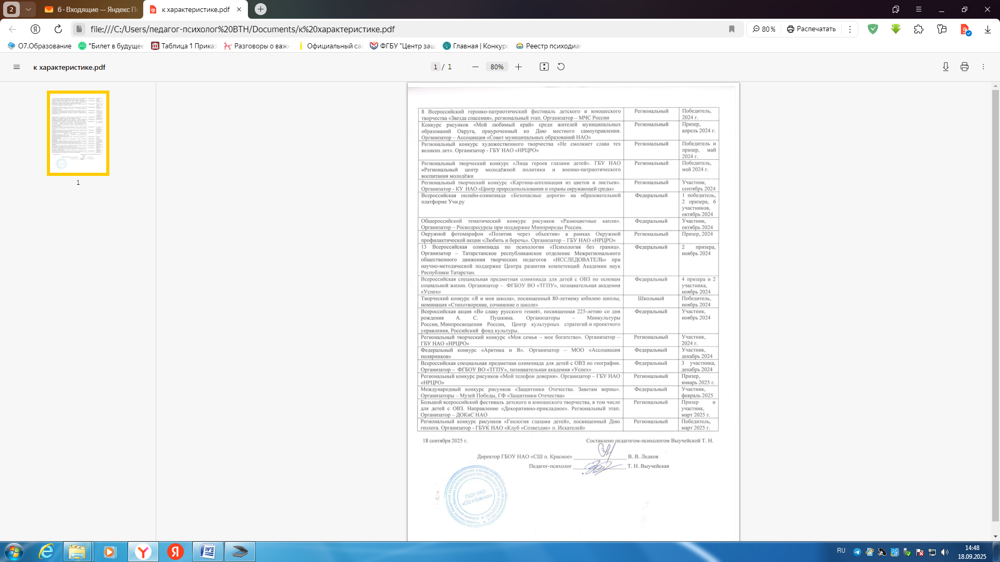 2
6 · Входящие — Яндекс По
к характеристике.pdf
file:///C:/Users/педагог-психолог%20ВТН/Documents/к%20характеристике.pdf
80 %
Распечатать
О7.Образование
“Билет в будущее
Таблица 1 Приказ
Разговоры о важн
Официальный са
ФГБУ "Центр защ
Главная | Конкурс
Реестр психодиаг
к характеристике.pdf
1 / 1
80%
1
8 Всероссийский героико-патриотический фестиваль детского и юношеского
творчества «Звезда спасения», региональный этап. Организатор – МЧС России
Региональный
Победитель,
2024 г.
Конкурс рисунков «Мой любимый край» среди жителей муниципальных
образований Округа, приуроченный ко Дню местного самоуправления.
Организатор – Ассоциация «Совет муниципальных образований НАО»
Региональный
Призер,
апрель 2024 г.
Региональный конкурс художественного творчества «Не смолкнет слава тех
великих лет». Организатор - ГБУ НАО «НРЦРО»
Региональный
Победитель и
призер, май
2024 г.
Региональный творческий конкурс «Лица героев глазами детей». ГБУ НАО
«Региональный центр молодёжной политики и военно-патриотического
воспитания молодёжи
Региональный
Победитель,
май 2024 г.
Региональный творческий конкурс «Картина-аппликация из цветов и листьев».
Организатор - КУ НАО «Центр природопользования и охраны окружающей среды»
Региональный
Участник,
сентябрь 2024
Всероссийская онлайн-олимпиада «Безопасные дороги» на образовательной
платформе Учи.ру
Федеральный
1 победитель,
2 призера, 6
участников,
октябрь 2024
Общероссийский тематический конкурс рисунков «Разноцветные капли».
Организатор – Росводресурсы при поддержке Минприроды России.
Федеральный
Участник,
октябрь 2024
Окружной фотомарафон «Позитив через объектив» в рамках Окружной
профилактической акции «Любить и беречь». Организатор – ГБУ НАО «НРЦРО»
Региональный
Призер, 2024
13 Всероссийская олимпиада по психологии «Психология без границ».
Организатор – Татарстанское республиканское отделение Межрегионального
общественного движения творческих педагогов «ИССЛЕДОВАТЕЛЬ» при
научно-методической поддержке Центра развития компетенций Академии наук
Республики Татарстан.
Федеральный
2 призера,
ноябрь 2024
Всероссийская специальная предметная олимпиада для детей с ОВЗ по основам
социальной жизни. Организатор – ФГБОУ ВО «ТГПУ», познавательная академия
«Успех»
Федеральный
4 призера и 2
участника,
ноябрь 2024
Творческий конкурс «Я и моя школа», посвященный 80-летнему юбилею школы,
номинация «Стихотворение, сочинение о школе»
Школьный
Победитель,
ноябрь 2024
Всероссийская акция «Во славу русского гения», посвященная 225-летию со дня
рождения А. С. Пушкина. Организаторы – Минкультуры
России, Минпросвещения России, Центр культурных стратегий и проектного
управления, Российский фонд культуры.
Федеральный
Участник,
ноябрь 2024
Региональный творческий конкурс «Моя семья – мое богатство». Организатор –
ГБУ НАО «НРЦРО»
Региональный
Участник,
2024 г.
Федеральный конкурс «Арктика и Я». Организатор – МОО «Ассоциация
полярников»
Федеральный
Участник,
декабрь 2024
Всероссийская специальная предметная олимпиада для детей с ОВЗ по географии.
Организатор – ФГБОУ ВО «ТГПУ», познавательная академия «Успех»
Федеральный
3 участника,
декабрь 2024
Региональный конкурс рисунков «Мой телефон доверия». Организатор – ГБУ НАО
«НРЦРО»
Региональный
Призер,
январь 2025 г.
Международный конкурс рисунков «Защитники Отечества. Заветам верны».
Организаторы – Музей Победы, ГФ «Защитники Отечества»
Федеральный
Участник,
февраль 2025
Большой всероссийский фестиваль детского и юношеского творчества, в том числе
для детей с ОВЗ. Направление «Декоративно-прикладное». Региональный этап.
Организатор – ДОКиС НАО
Региональный
Призер и
участник,
март 2025 г.
Региональный конкурс рисунков «Геология глазами детей», посвященный Дню
геолога. Организатор - ГБУК НАО «Клуб «Созвездие» п. Искателей»
Региональный
Победитель,
март 2025 г.
18 сентября 2025 г.
Составлено педагогом-психологом Выучейской Т. Н.
Директор ГБОУ НАО «СШ п. Красное» ____________________ В. В. Ледков
Педагог-психолог ____________________ Т. Н. Выучейская
ГБОУ НАО
«СШ п.Красное»
RU
14:48
18.09.2025